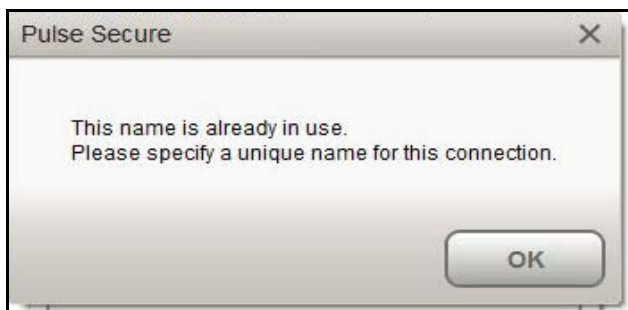 Pulse Secure
This name is already in use.
Please specify a unique name for this connection.
OK